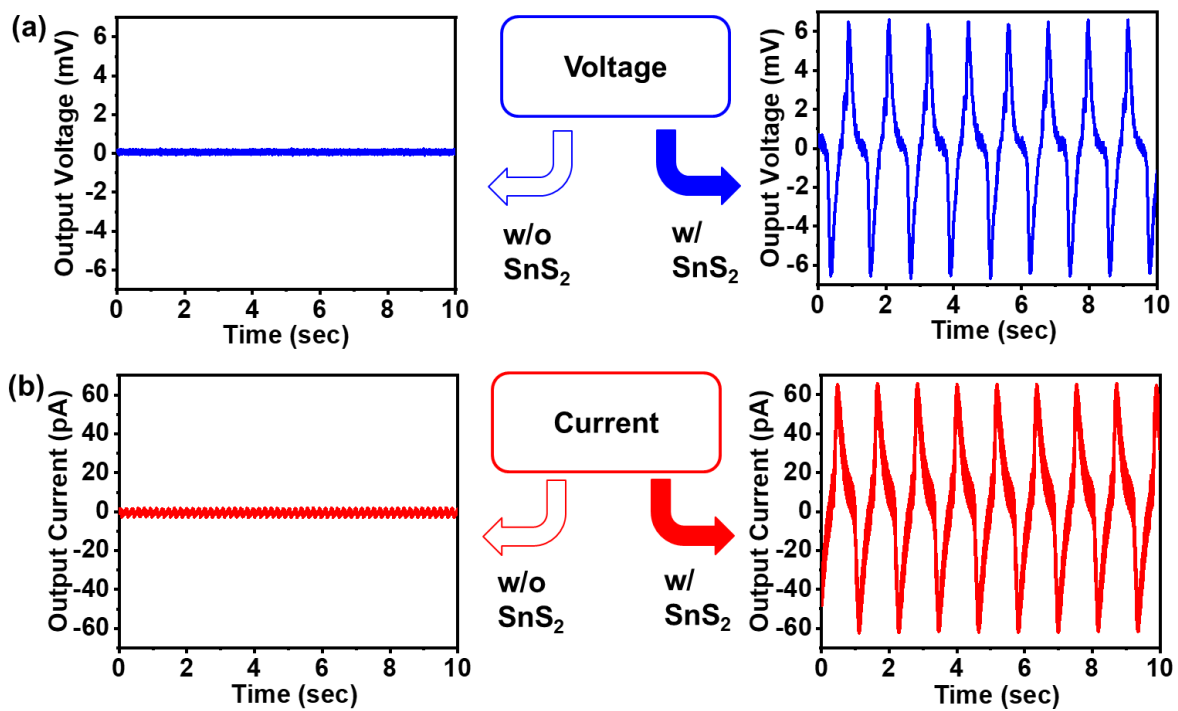 (a)
6
4
2
0
-2
-4
-6
Output Voltage (mV)
0 2 4 6 8 10
Time (sec)
Voltage
w/o
SnS₂
w/
SnS₂
6
4
2
0
-2
-4
-6
Ouput Voltage (mV)
0 2 4 6 8 10
Time (sec)
(b)
60
40
20
0
-20
-40
-60
Output Current (pA)
0 2 4 6 8 10
Time (sec)
Current
w/o
SnS₂
w/
SnS₂
60
40
20
0
-20
-40
-60
Output Current (pA)
0 2 4 6 8 10
Time (sec)